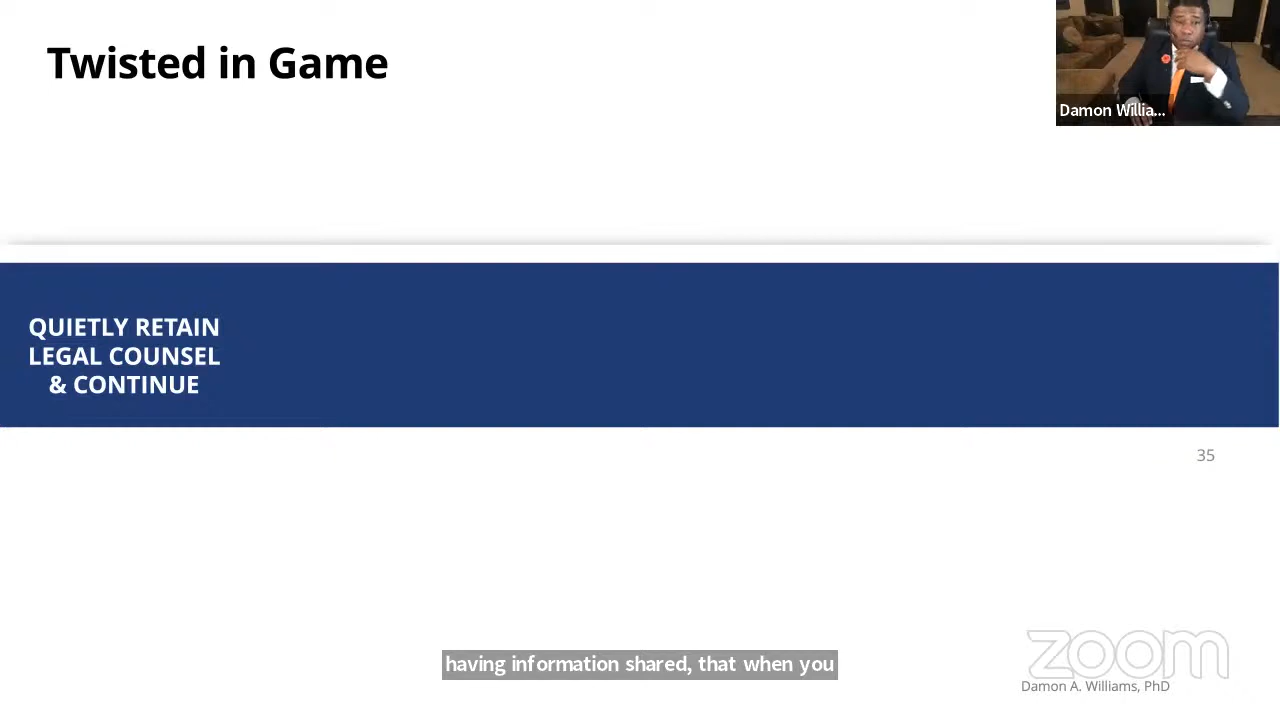 Twisted in Game
Damon Willia...
QUIETLY RETAIN
LEGAL COUNSEL
& CONTINUE
35
having information shared, that when you
zoom
Damon A. Williams, PhD